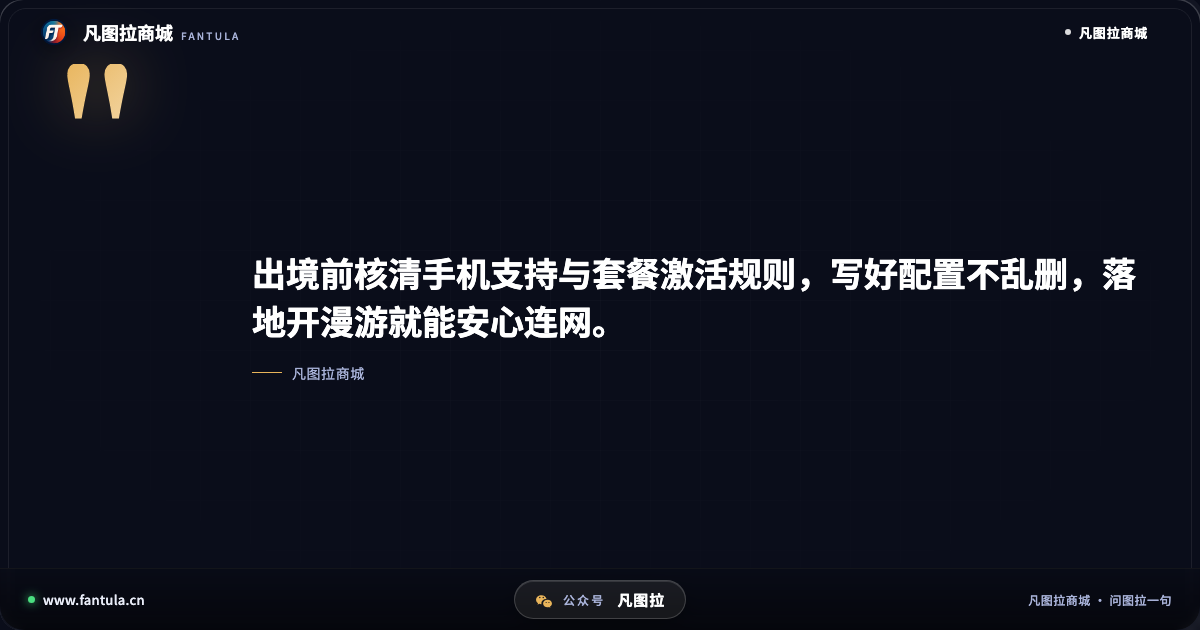 FT 凡图拉商城 FANTULA
凡图拉商城
"
出境前核清手机支持与套餐激活规则，写好配置不乱删，落
地开漫游就能安心连网。
凡图拉商城
www.fantula.cn
公众号 凡图拉
凡图拉商城 · 问图拉一句